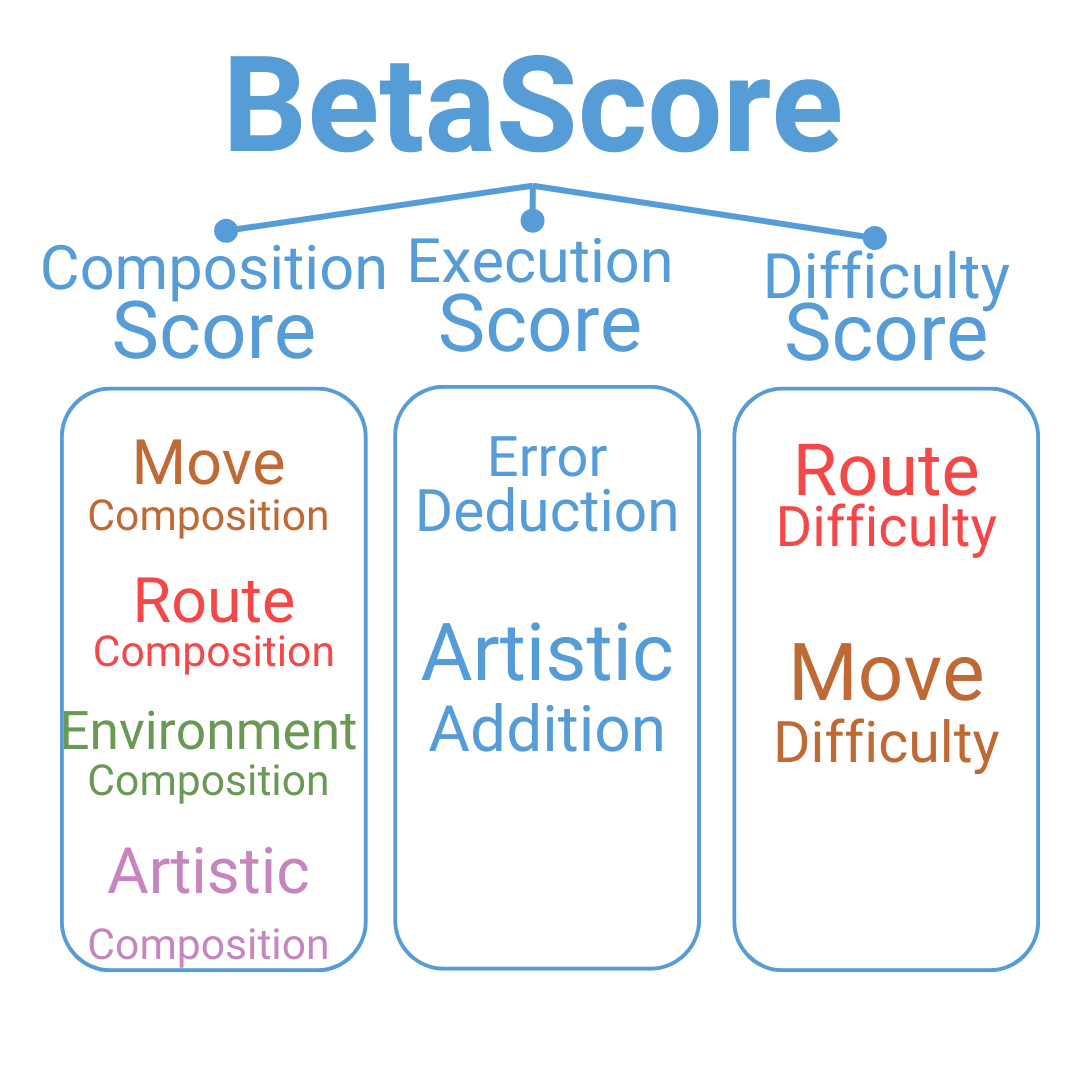 BetaScore
Composition
Score
Execution
Score
Difficulty
Score
Move
Composition
Route
Composition
Environment
Composition
Artistic
Composition
Error
Deduction
Artistic
Addition
Route
Difficulty
Move
Difficulty